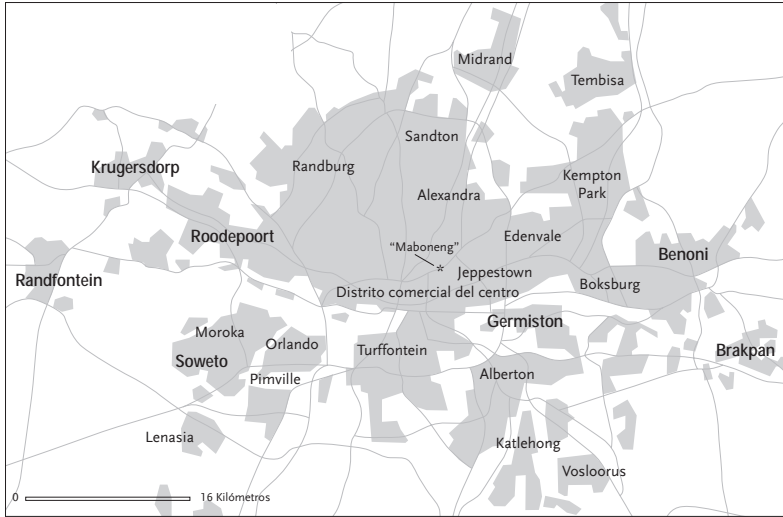 Midrand
Tembisa
Sandton
Krugersdorp
Randburg
Kempton
Park
Alexandra
Roodepoort
Edenvale
"Maboneng"
*
Benoni
Jeppestown
Randfontein
Boksburg
Distrito comercial del centro
Germiston
Moroka
Orlando
Turffontein
Brakpan
Soweto
Pimville
Alberton
Lenasia
Katlehong
Vosloorus
0 16 Kilómetros